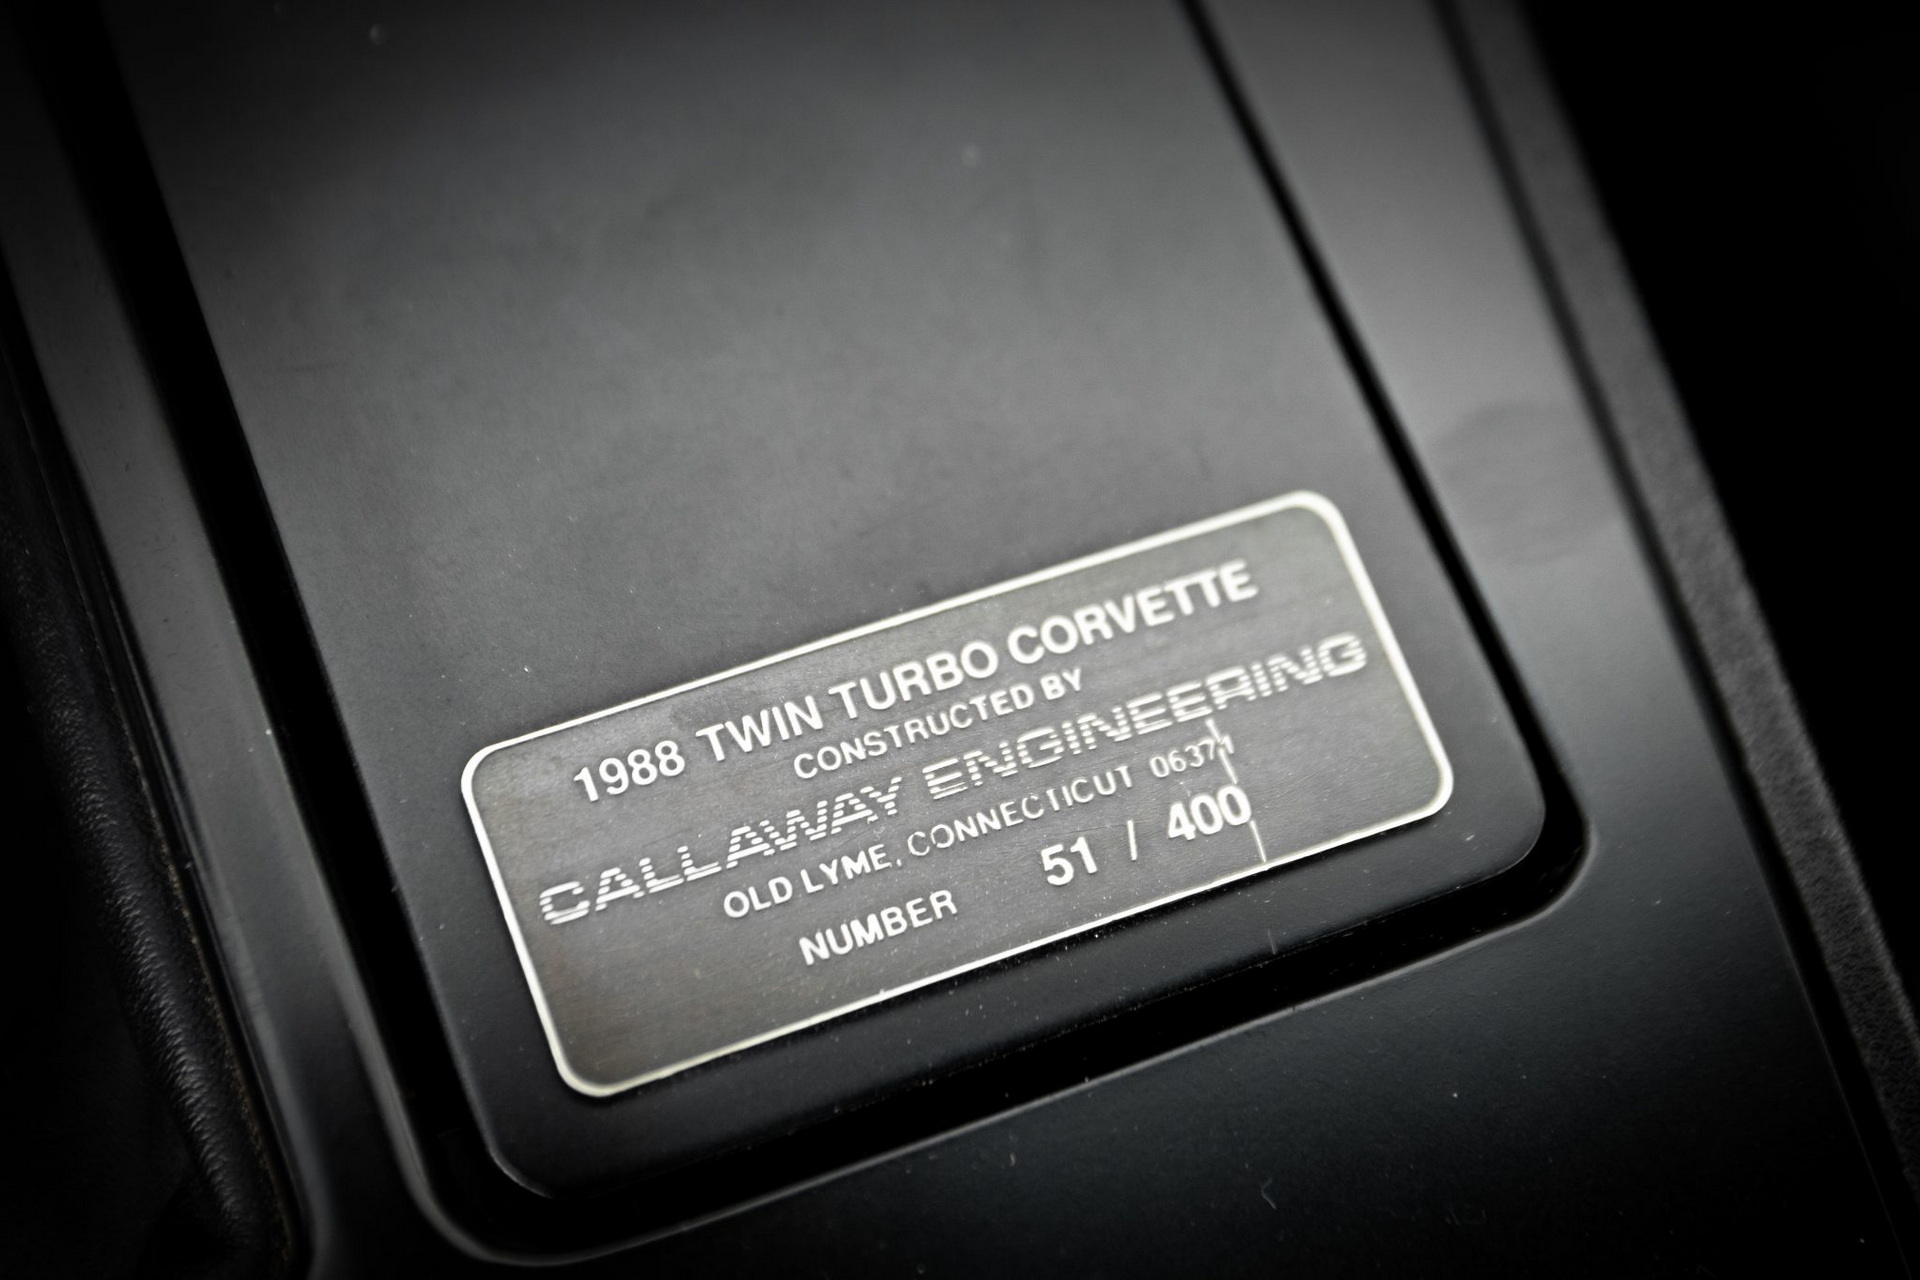 1988 TWIN TURBO CORVETTE
CONSTRUCTED BY
CALLAWAY ENGINEERING
OLD LYME, CONNECTICUT 06371
NUMBER 51 / 400